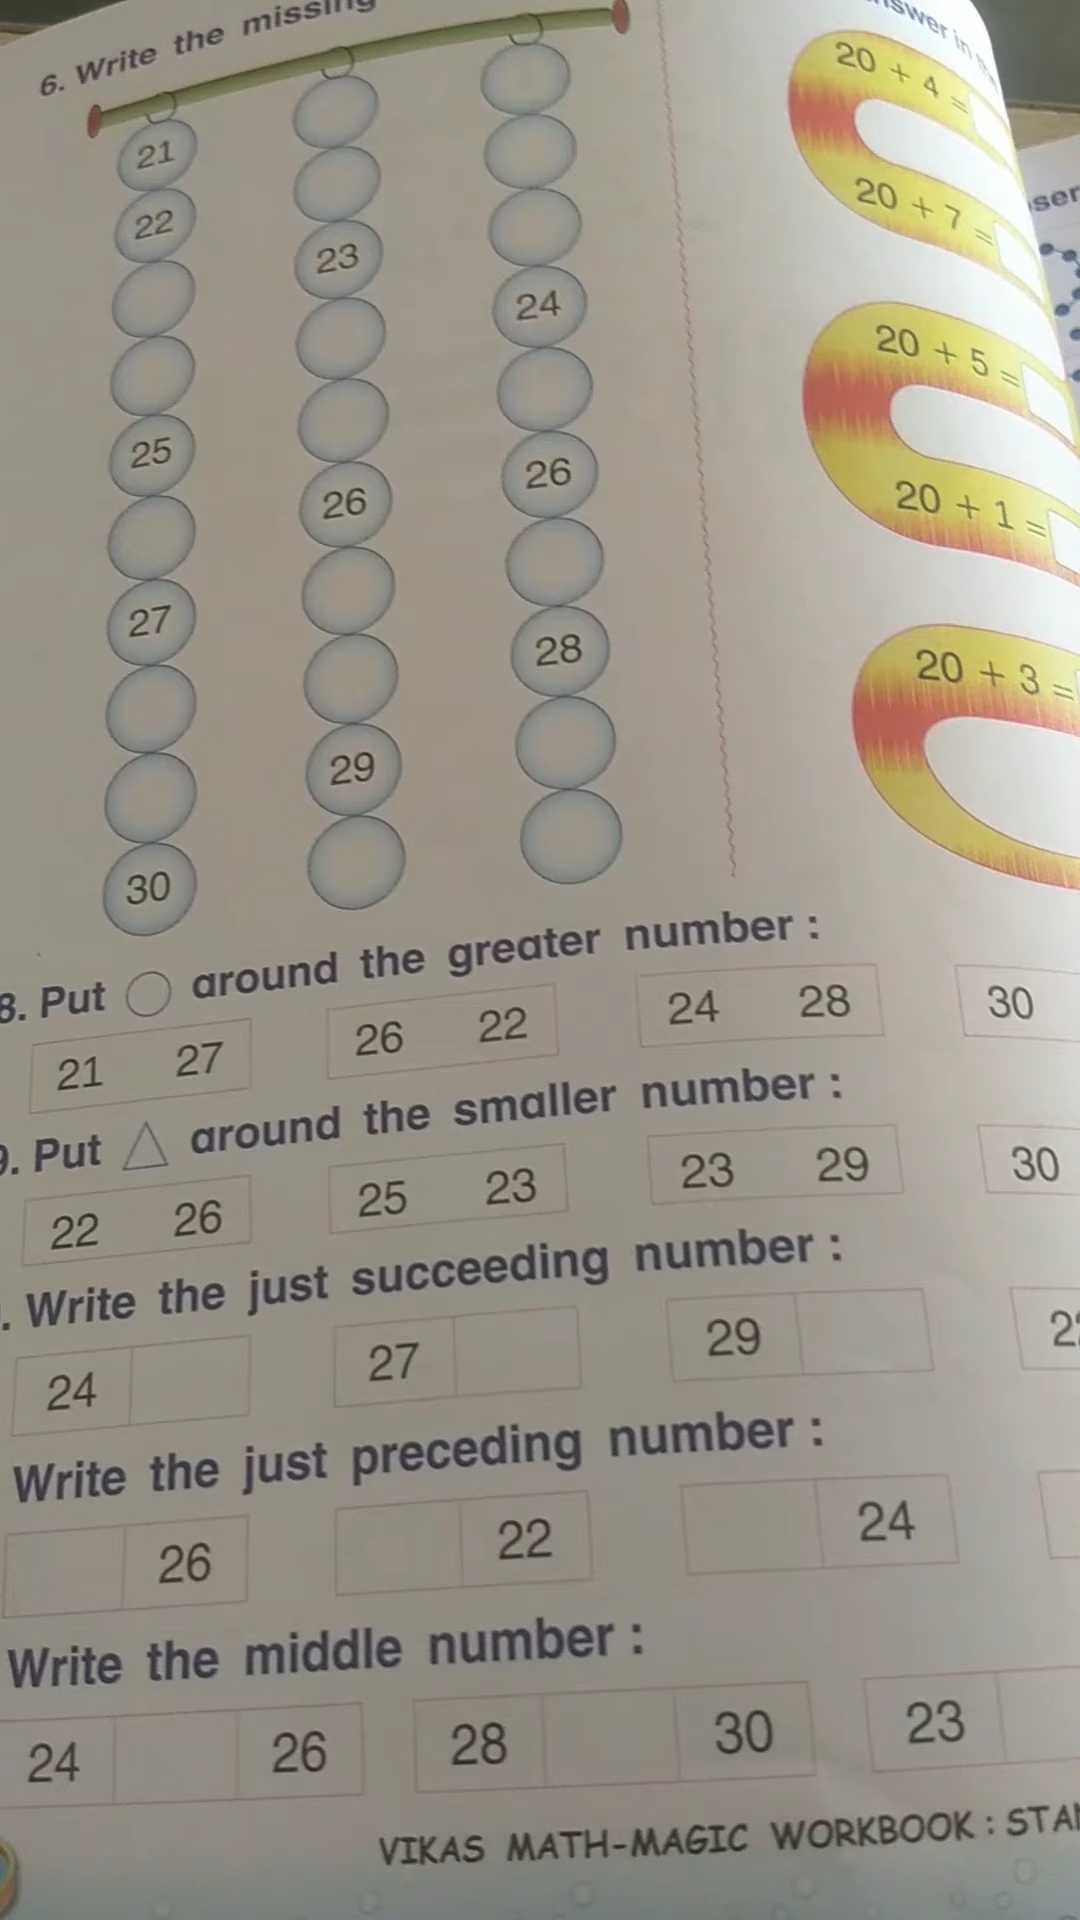 6. Write the missing
21
22
25
27
30
23
26
29
24
26
28
20 + 4 =
20 + 7 =
20 + 5 =
20 + 1 =
20 + 3 =
8. Put ○ around the greater number :
21 27 26 22 24 28 30
9. Put △ around the smaller number :
22 26 25 23 23 29 30
. Write the just succeeding number :
24 27 29
Write the just preceding number :
26 22 24
Write the middle number :
24 26 28 30 23
VIKAS MATH-MAGIC WORKBOOK :